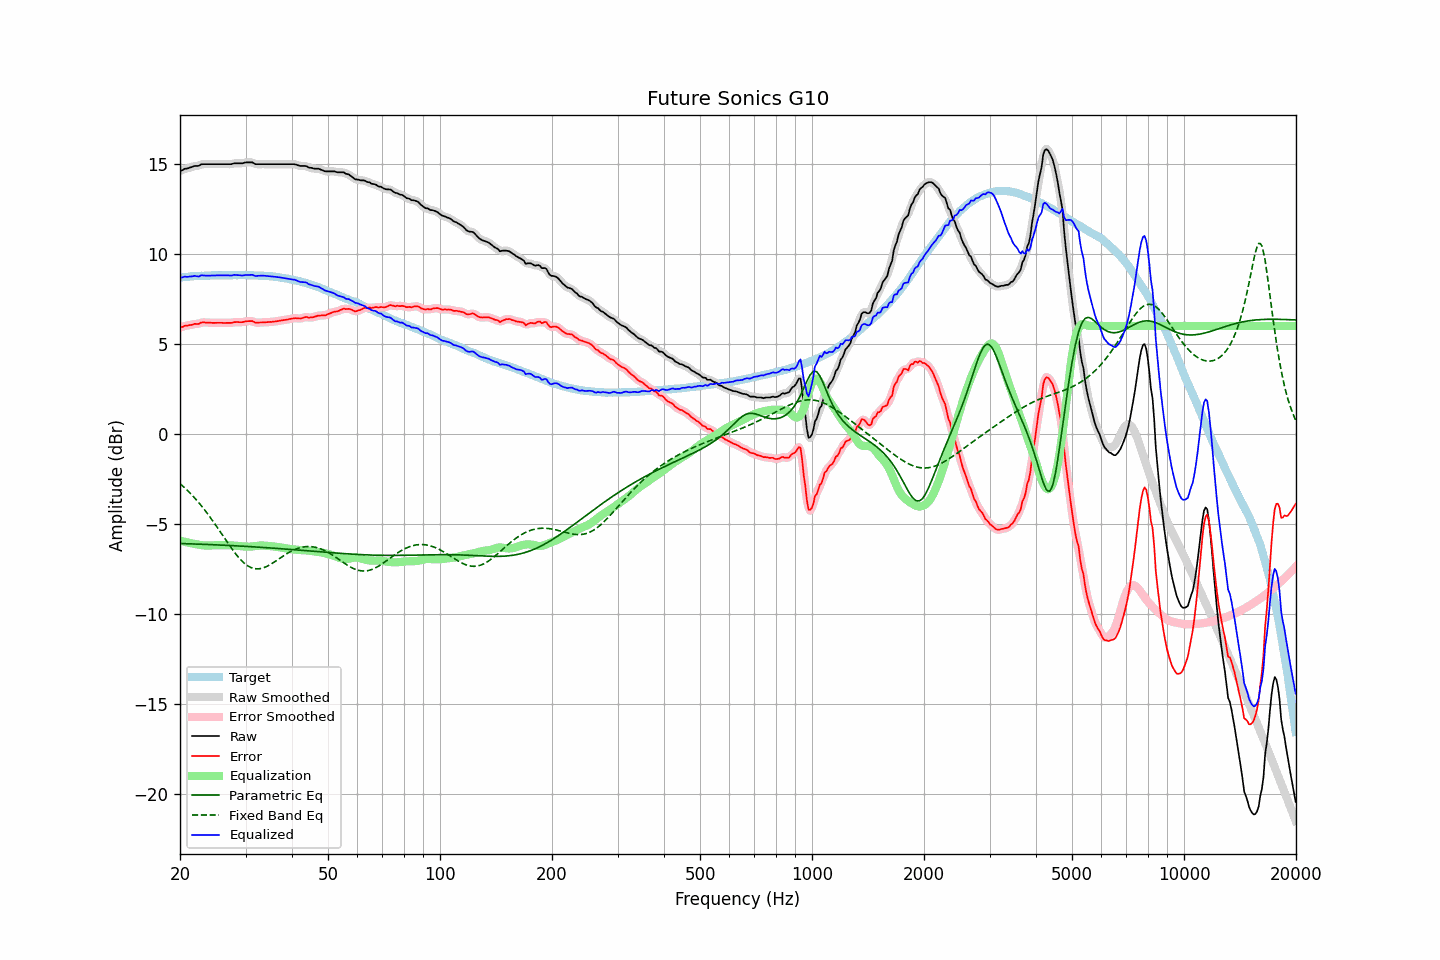 Future Sonics G10
Amplitude (dBr)
15
10
5
0
−5
−10
−15
−20
Target
Raw Smoothed
Error Smoothed
Raw
Error
Equalization
Parametric Eq
Fixed Band Eq
Equalized
20 50 100 200 500 1000 2000 5000 10000 20000
Frequency (Hz)